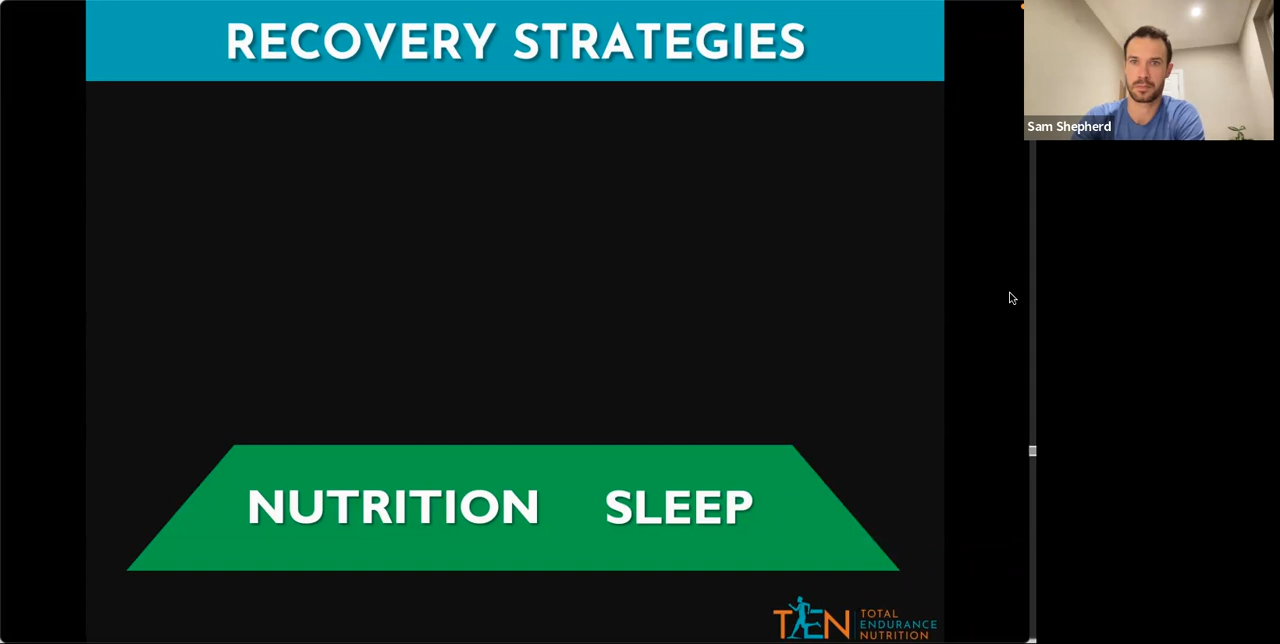 RECOVERY STRATEGIES
Sam Shepherd
NUTRITION SLEEP
TEN TOTAL
ENDURANCE
NUTRITION